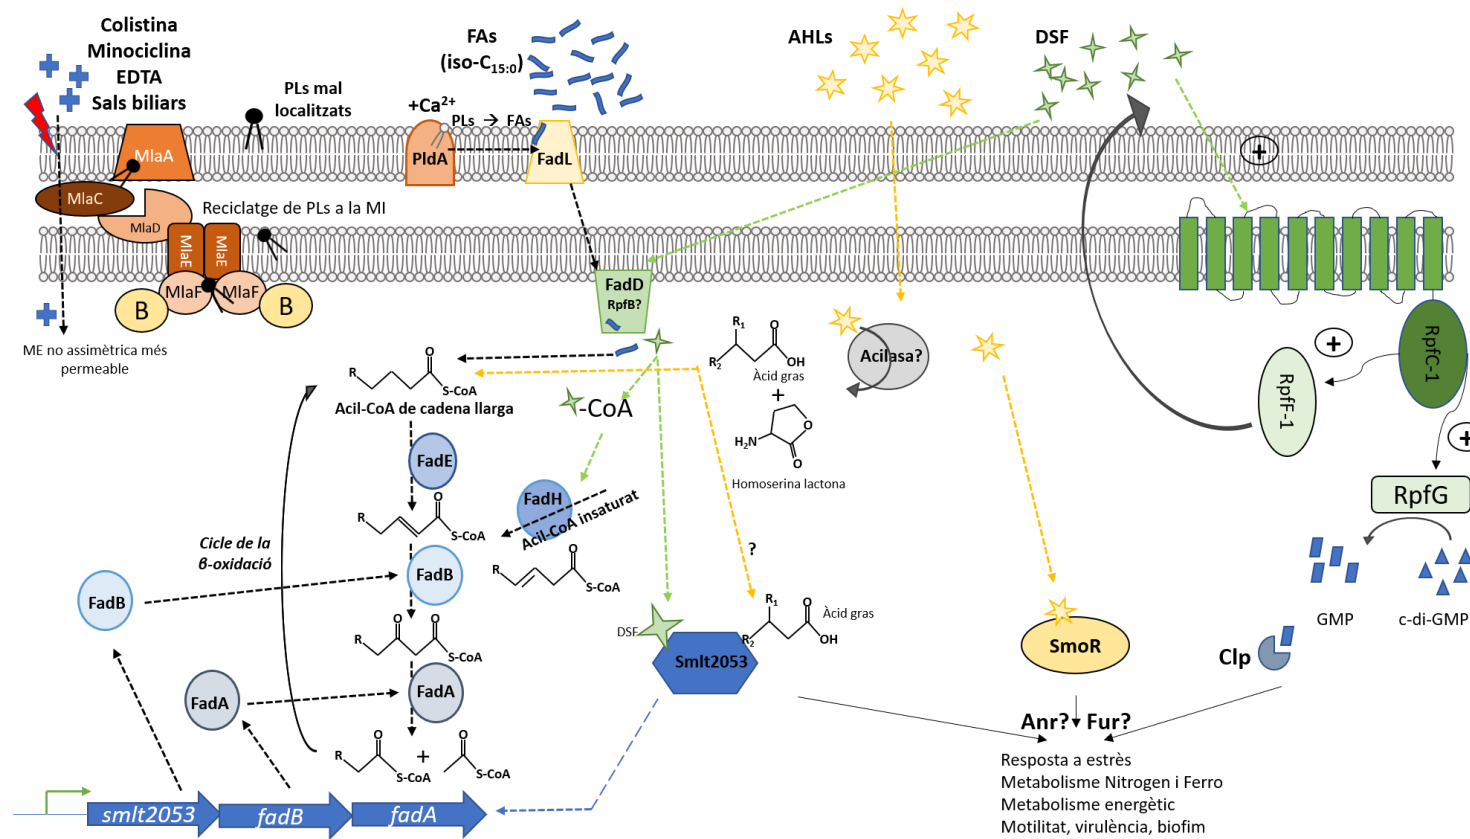 Colistina
Minociclina
EDTA
Sals biliars
PLs mal
localitzats
FAs
(iso-C15:0)
+Ca2+
PLs → FAs
AHLs
DSF
MlaA
MlaC
MlaD
MlaE
MlaE
MlaF
MlaF
B
B
Reciclatge de PLs a la MI
PldA
FadL
+
FadD
RpfB?
ME no assimètrica més
permeable
R
O
S-CoA
Acil-CoA de cadena llarga
-CoA
R1
R2
O
OH
Àcid gras
+
H2N
O
O
Homoserina lactona
Acilasa?
RpfC-1
+
RpfF-1
+
RpfG
GMP
c-di-GMP
Clp
FadE
R
O
S-CoA
FadH
Acil-CoA insaturat
R
O
S-CoA
Cicle de la
β-oxidació
FadB
FadB
R
O
O
S-CoA
FadA
FadA
R
O
S-CoA
+
O
S-CoA
?
R1
R2
O
OH
Àcid gras
DSF
Smlt2053
SmoR
Anr? Fur?
Resposta a estrès
Metabolisme Nitrogen i Ferro
Metabolisme energètic
Motilitat, virulència, biofim
smlt2053
fadB
fadA